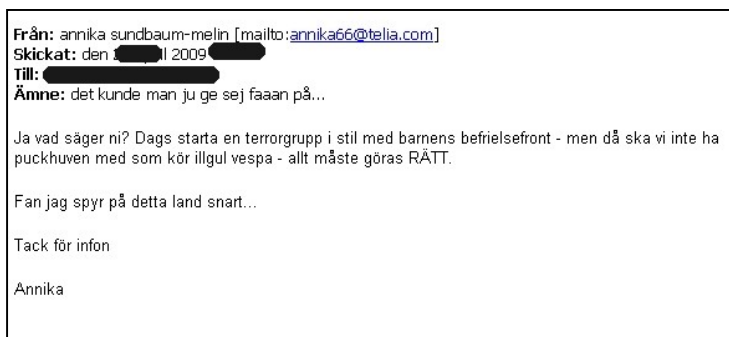 Från: annika sundbaum-melin [mailto:annika66@telia.com]
Skickat: den 2009
Till:
Ämne: det kunde man ju ge sej faaan på...
Ja vad säger ni? Dags starta en terrorgrupp i stil med barnens befrielsefront - men då ska vi inte ha
puckhuven med som kör illgul vespa - allt måste göras RÄTT.
Fan jag spyr på detta land snart...
Tack för infon
Annika